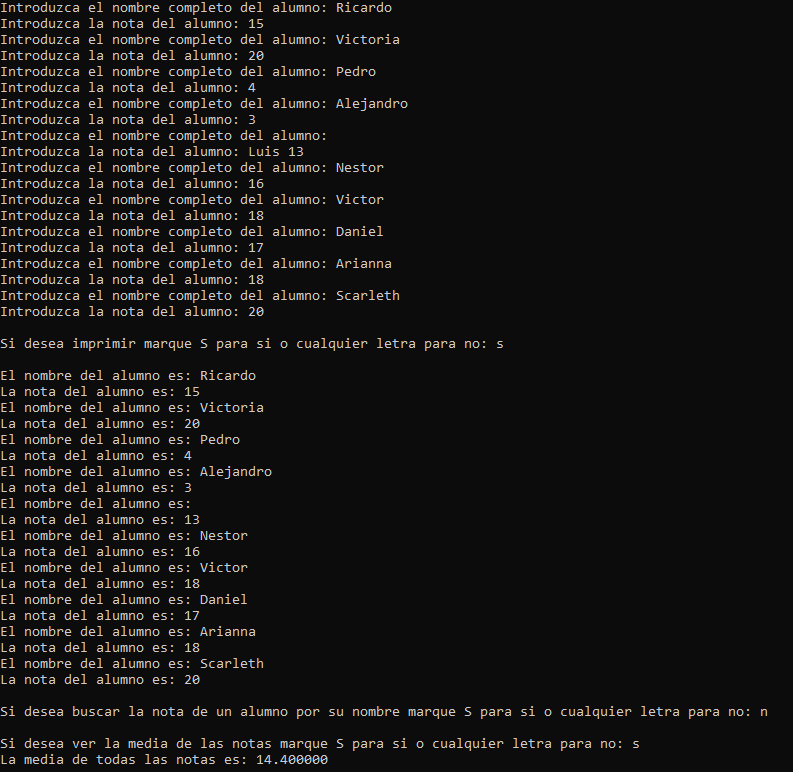 Introduzca el nombre completo del alumno: Ricardo
Introduzca la nota del alumno: 15
Introduzca el nombre completo del alumno: Victoria
Introduzca la nota del alumno: 20
Introduzca el nombre completo del alumno: Pedro
Introduzca la nota del alumno: 4
Introduzca el nombre completo del alumno: Alejandro
Introduzca la nota del alumno: 3
Introduzca el nombre completo del alumno:
Introduzca la nota del alumno: Luis 13
Introduzca el nombre completo del alumno: Nestor
Introduzca la nota del alumno: 16
Introduzca el nombre completo del alumno: Victor
Introduzca la nota del alumno: 18
Introduzca el nombre completo del alumno: Daniel
Introduzca la nota del alumno: 17
Introduzca el nombre completo del alumno: Arianna
Introduzca la nota del alumno: 18
Introduzca el nombre completo del alumno: Scarleth
Introduzca la nota del alumno: 20
Si desea imprimir marque S para si o cualquier letra para no: s
El nombre del alumno es: Ricardo
La nota del alumno es: 15
El nombre del alumno es: Victoria
La nota del alumno es: 20
El nombre del alumno es: Pedro
La nota del alumno es: 4
El nombre del alumno es: Alejandro
La nota del alumno es: 3
El nombre del alumno es:
La nota del alumno es: 13
El nombre del alumno es: Nestor
La nota del alumno es: 16
El nombre del alumno es: Victor
La nota del alumno es: 18
El nombre del alumno es: Daniel
La nota del alumno es: 17
El nombre del alumno es: Arianna
La nota del alumno es: 18
El nombre del alumno es: Scarleth
La nota del alumno es: 20
Si desea buscar la nota de un alumno por su nombre marque S para si o cualquier letra para no: n
Si desea ver la media de las notas marque S para si o cualquier letra para no: s
La media de todas las notas es: 14.400000